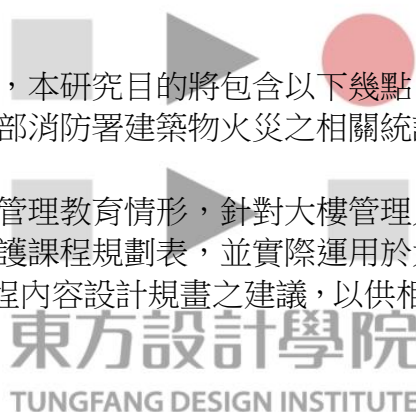 ，本研究目的將包含以下幾點
部消防署建築物火災之相關統
管理教育情形，針對大樓管理
護課程規劃表，並實際運用於
程內容設計規畫之建議，以供相
東方設計學院
TUNGFANG DESIGN INSTITUTE